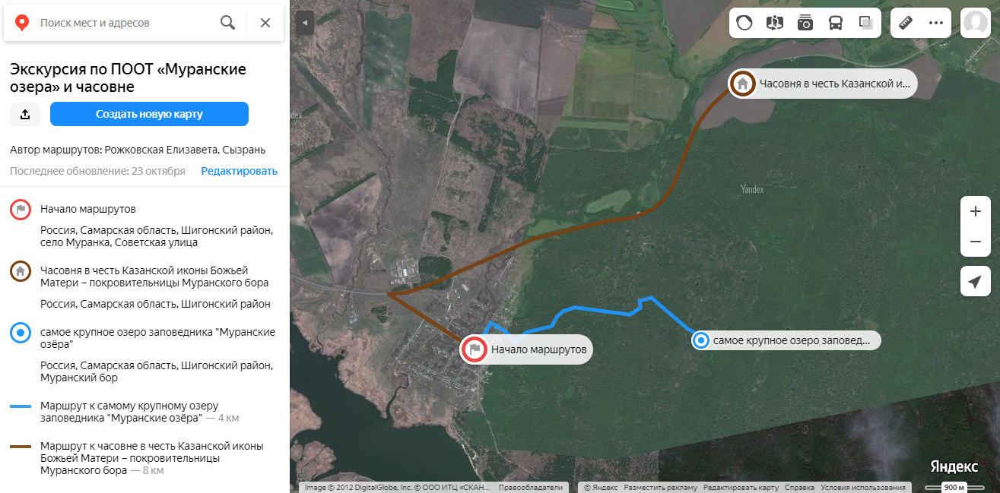 Поиск мест и адресов
Экскурсия по ПООТ «Муранские
озера» и часовне
Создать новую карту
Автор маршрутов: Рожковская Елизавета, Сызрань
Последнее обновление: 23 октября Редактировать
Начало маршрутов
Россия, Самарская область, Шигонский район,
село Муранка, Советская улица
Часовня в честь Казанской иконы Божьей
Матери – покровительницы Муранского бора
Россия, Самарская область, Шигонский район
самое крупное озеро заповедника "Муранские
озёра"
Россия, Самарская область, Шигонский район,
Муранский бор
Маршрут к самому крупному озеру
заповедника "Муранские озёра" — 4 км
Маршрут к часовне в честь Казанской иконы
Божьей Матери – покровительницы
Муранского бора — 8 км
Часовня в честь Казанской и...
Yandex
самое крупное озеро заповед...
Начало маршрутов
Яндекс
Image © 2012 DigitalGlobe, Inc. © ООО ИТЦ «СКАН... Правообладатели
© Яндекс Разместить рекламу Редактировать карту Справка Условия использования
900 м